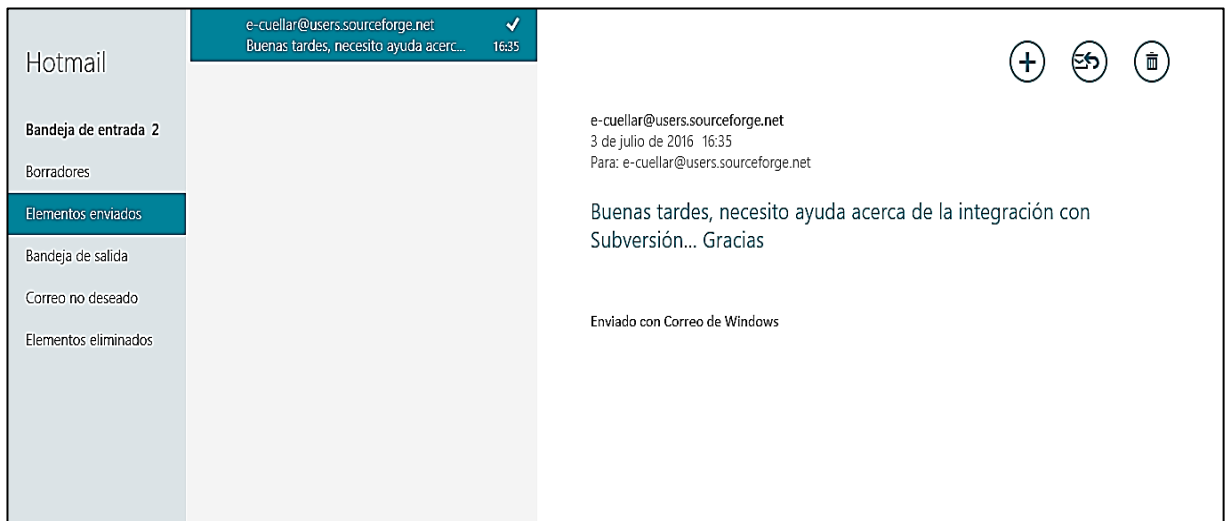 Hotmail
Bandeja de entrada 2
Borradores
Elementos enviados
Bandeja de salida
Correo no deseado
Elementos eliminados
e-cuellar@users.sourceforge.net
Buenas tardes, necesito ayuda acerc... 16:35
e-cuellar@users.sourceforge.net
3 de julio de 2016 16:35
Para: e-cuellar@users.sourceforge.net
Buenas tardes, necesito ayuda acerca de la integración con
Subversión... Gracias
Enviado con Correo de Windows